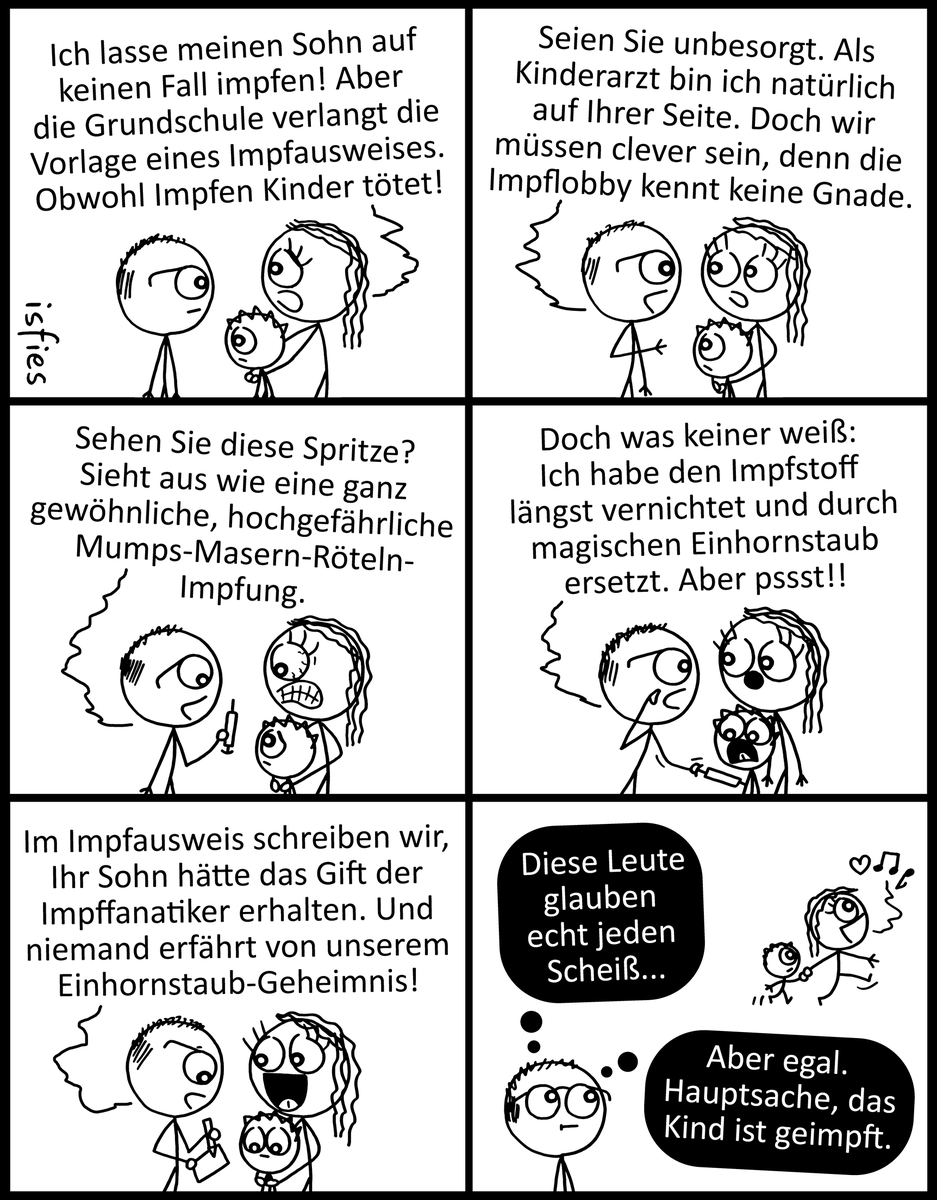 Ich lasse meinen Sohn auf
keinen Fall impfen! Aber
die Grundschule verlangt die
Vorlage eines Impfausweises.
Obwohl Impfen Kinder tötet!
isfies
Seien Sie unbesorgt. Als
Kinderarzt bin ich natürlich
auf Ihrer Seite. Doch wir
müssen clever sein, denn die
Impflobby kennt keine Gnade.
Sehen Sie diese Spritze?
Sieht aus wie eine ganz
gewöhnliche, hochgefährliche
Mumps-Masern-Röteln-
Impfung.
Doch was keiner weiß:
Ich habe den Impfstoff
längst vernichtet und durch
magischen Einhornstaub
ersetzt. Aber pssst!!
Im Impfausweis schreiben wir,
Ihr Sohn hätte das Gift der
Impffanatiker erhalten. Und
niemand erfährt von unserem
Einhornstaub-Geheimnis!
Diese Leute
glauben
echt jeden
Scheiß...
Aber egal.
Hauptsache, das
Kind ist geimpft.